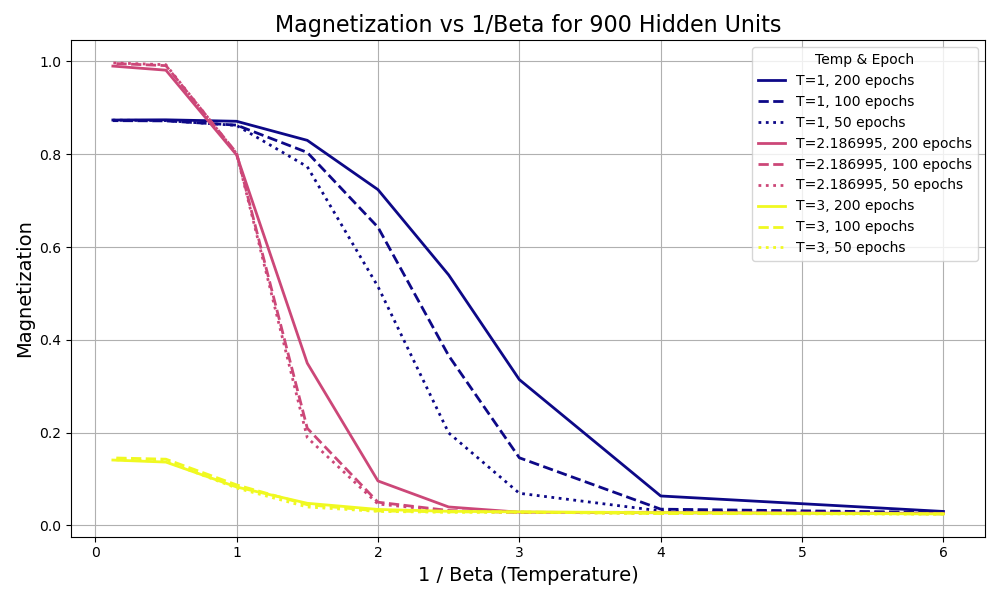 Magnetization vs 1/Beta for 900 Hidden Units
Temp & Epoch
T=1, 200 epochs
T=1, 100 epochs
T=1, 50 epochs
T=2.186995, 200 epochs
T=2.186995, 100 epochs
T=2.186995, 50 epochs
T=3, 200 epochs
T=3, 100 epochs
T=3, 50 epochs
Magnetization
1.0
0.8
0.6
0.4
0.2
0.0
0 1 2 3 4 5 6
1 / Beta (Temperature)